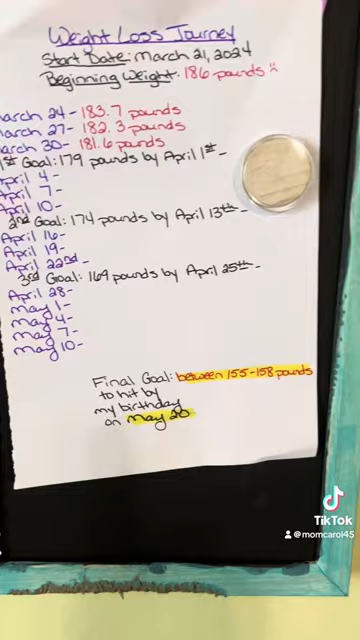 Weight Loss Journey
Start Date: March 21, 2024
Beginning Weight: 186 pounds
March 24- 183.7 pounds
March 27- 182.3 pounds
March 30- 181.6 pounds
1st Goal: 179 pounds by April 1st-
April 4-
April 7-
April 10-
2nd Goal: 174 pounds by April 13th-
April 16-
April 19-
April 22nd-
3rd Goal: 169 pounds by April 25th-
April 28-
May 1-
May 4-
May 7-
May 10-
Final Goal: between 155-158 pounds
to hit by
my birthday
on May 20
TikTok
@momcarol45